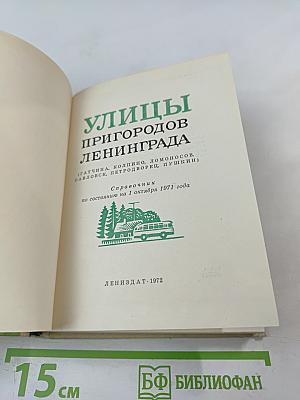 УЛИЦЫ
ПРИГОРОДОВ
ЛЕНИНГРАДА
(ГАТЧИНА, КОЛПИНО, ЛОМОНОСОВ,
ПАВЛОВСК, ПЕТРОДВОРЕЦ, ПУШКИН)
Справочник
по состоянию на 1 октября 1971 года
ЛЕНИЗДАТ·1972
15 см
БФ БИБЛИОФАН